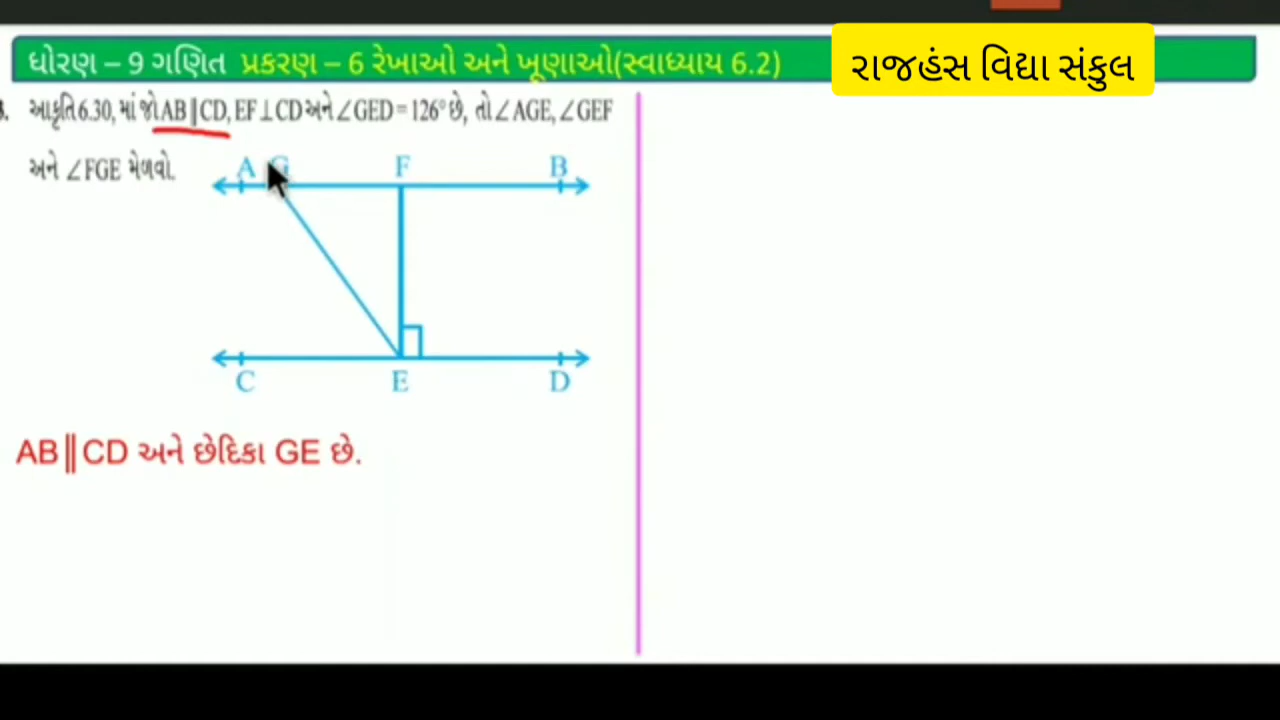 ધોરણ – 9 ગણિત પ્રકરણ – 6 રેખાઓ અને ખૂણાઓ(સ્વાધ્યાય 6.2)
રાજહંસ વિદ્યા સંકુલ
આકૃતિ 6.30, માં જો AB||CD, EF⊥CD અને ∠GED = 126° છે, તો ∠AGE, ∠GEF
અને ∠FGE મેળવો.
A G F B
C E D
AB||CD અને છેદિકા GE છે.